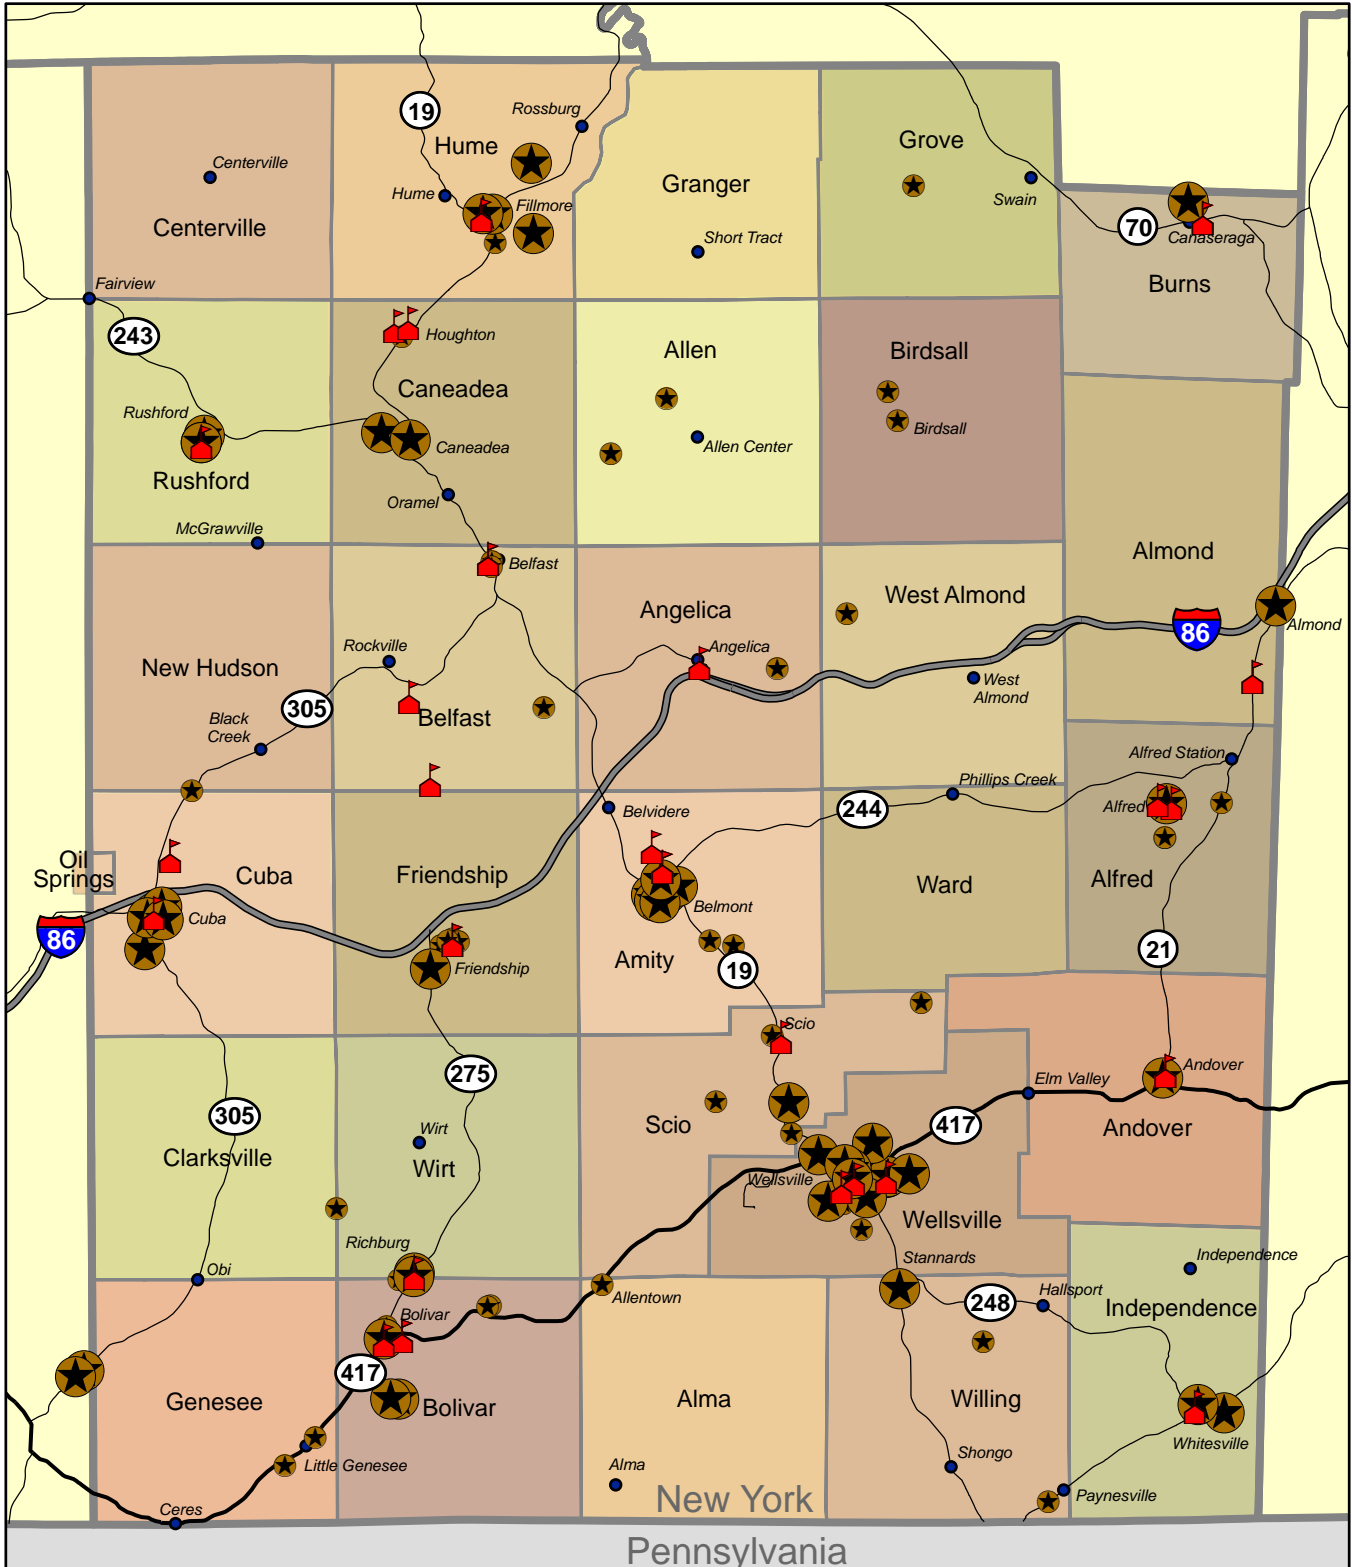 19
Rossburg
Hume
Grove
Centerville
Granger
Swain
Hume
Fillmore
Centerville
70
Canaseraga
Short Tract
Burns
Fairview
243
Houghton
Allen
Birdsall
Caneadea
Rushford
Birdsall
Caneadea
Allen Center
Rushford
Oramel
McGrawville
Almond
Belfast
West Almond
Angelica
86
Almond
Rockville
Angelica
New Hudson
West
Almond
305
Belfast
Black
Creek
Alfred Station
Phillips Creek
Belvidere
244
Alfred
Oil
Springs
Cuba
Friendship
Ward
Alfred
Cuba
Belmont
86
21
Friendship
Amity
19
Scio
275
Andover
Elm Valley
305
Scio
417
Andover
Wirt
Clarksville
Wirt
Wellsville
Wellsville
Richburg
Stannards
Independence
Obi
Allentown
248
Hallsport
Independence
Bolivar
417
Genesee
Bolivar
Alma
Willing
Whitesville
Little Genesee
Alma
Shongo
Paynesville
Ceres
New York
Pennsylvania